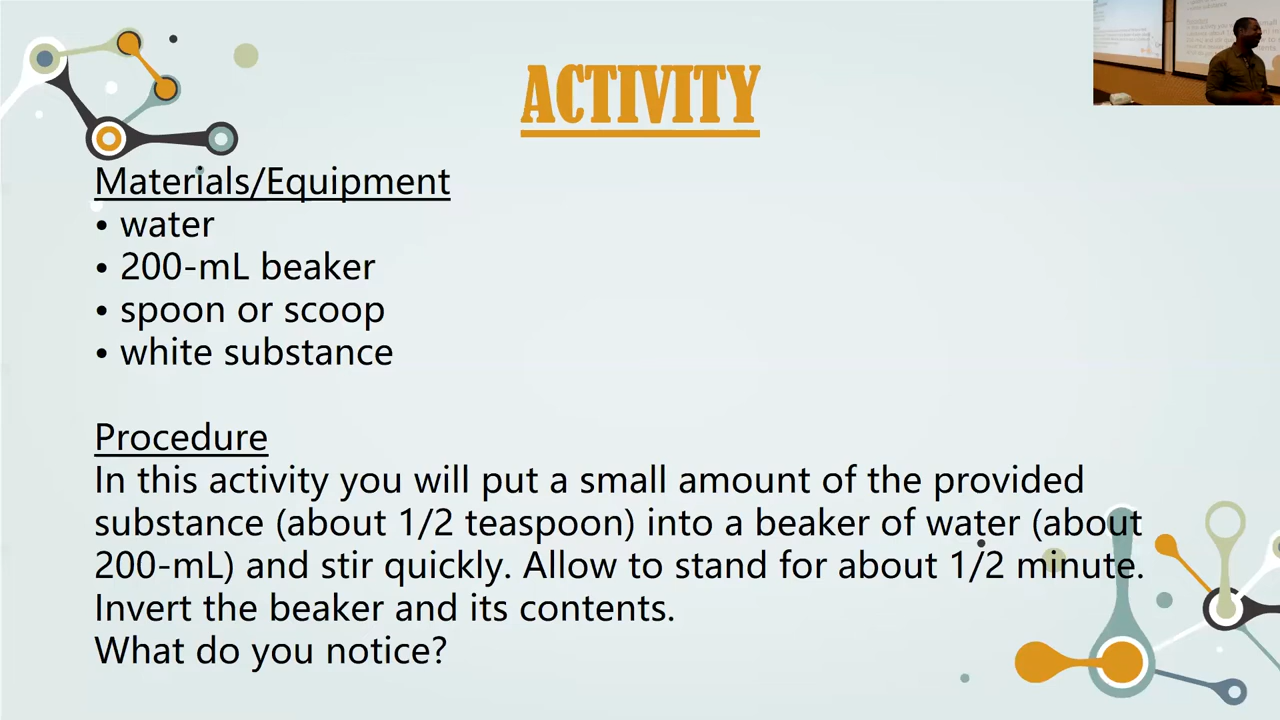 ACTIVITY
Materials/Equipment
• water
• 200-mL beaker
• spoon or scoop
• white substance
Procedure
In this activity you will put a small amount of the provided
substance (about 1/2 teaspoon) into a beaker of water (about
200-mL) and stir quickly. Allow to stand for about 1/2 minute.
Invert the beaker and its contents.
What do you notice?